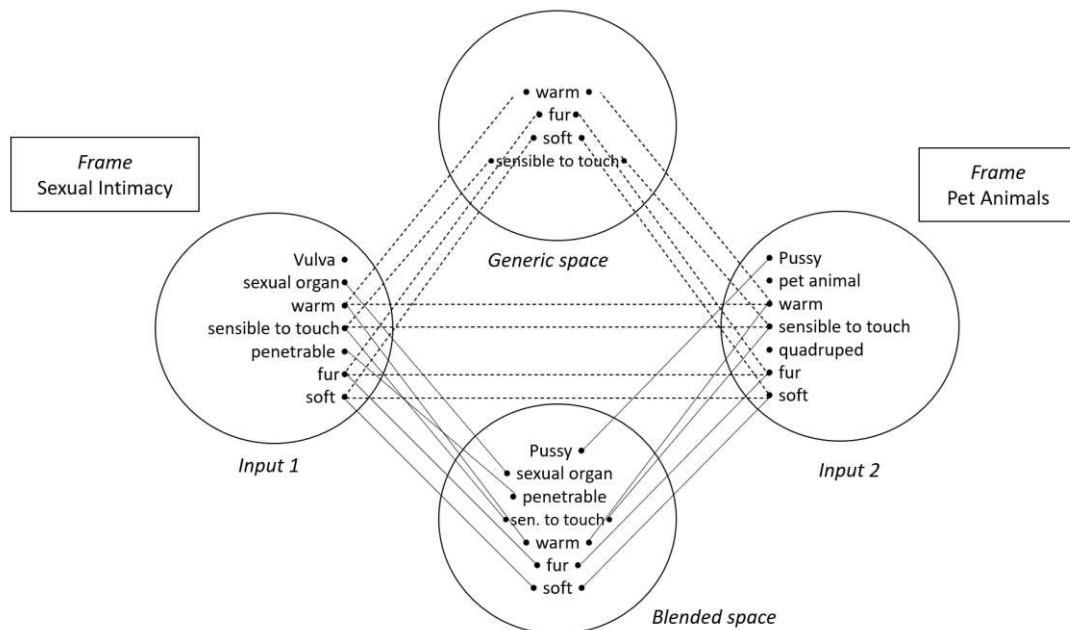 warm
fur
soft
sensible to touch
Generic space
Frame
Sexual Intimacy
Frame
Pet Animals
Vulva
sexual organ
warm
sensible to touch
penetrable
fur
soft
Input 1
Pussy
pet animal
warm
sensible to touch
quadruped
fur
soft
Input 2
Pussy
sexual organ
penetrable
sen. to touch
warm
fur
soft
Blended space